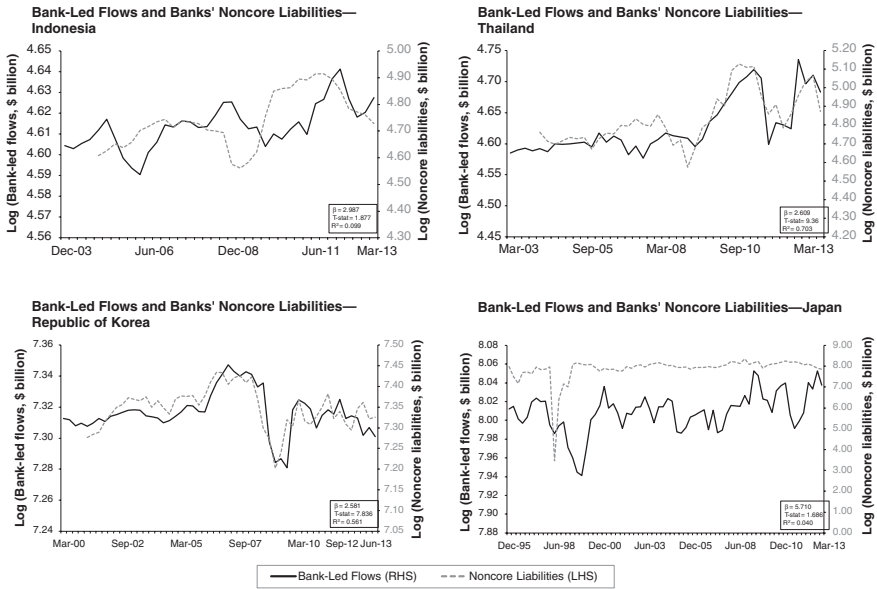 Bank-Led Flows and Banks' Noncore Liabilities—
Indonesia
Log (Bank-led flows, $ billion)
4.65
4.64
4.63
4.62
4.61
4.60
4.59
4.58
4.57
4.56
5.00
4.90
4.80
4.70
4.60
4.50
4.40
4.30
Log (Noncore liabilities, $ billion)
β = 2.987
T-stat= 1.877
R²= 0.099
Dec-03 Jun-06 Dec-08 Jun-11 Mar-13
Bank-Led Flows and Banks' Noncore Liabilities—
Thailand
Log (Bank-led flows, $ billion)
4.75
4.70
4.65
4.60
4.55
4.50
4.45
5.20
5.10
5.00
4.90
4.80
4.70
4.60
4.50
4.40
4.30
4.20
Log (Noncore liabilities, $ billion)
β = 2.609
T-stat= 9.36
R²= 0.703
Mar-03 Sep-05 Mar-08 Sep-10 Mar-13
Bank-Led Flows and Banks' Noncore Liabilities—
Republic of Korea
Log (Bank-led flows, $ billion)
7.36
7.34
7.32
7.30
7.28
7.26
7.24
7.50
7.45
7.40
7.35
7.30
7.25
7.20
7.15
7.10
7.05
Log (Noncore liabilities, $ billion)
β = 2.581
T-stat= 7.836
R²= 0.561
Mar-00 Sep-02 Mar-05 Sep-07 Mar-10 Sep-12 Jun-13
Bank-Led Flows and Banks' Noncore Liabilities—Japan
Log (Bank-led flows, $ billion)
8.08
8.06
8.04
8.02
8.00
7.98
7.96
7.94
7.92
7.90
7.88
9.00
8.00
7.00
6.00
5.00
4.00
3.00
2.00
1.00
0.00
Log (Noncore liabilities, $ billion)
β = 5.710
T-stat= 1.686
R²= 0.040
Dec-95 Jun-98 Dec-00 Jun-03 Dec-05 Jun-08 Dec-10 Mar-13
Bank-Led Flows (RHS) Noncore Liabilities (LHS)